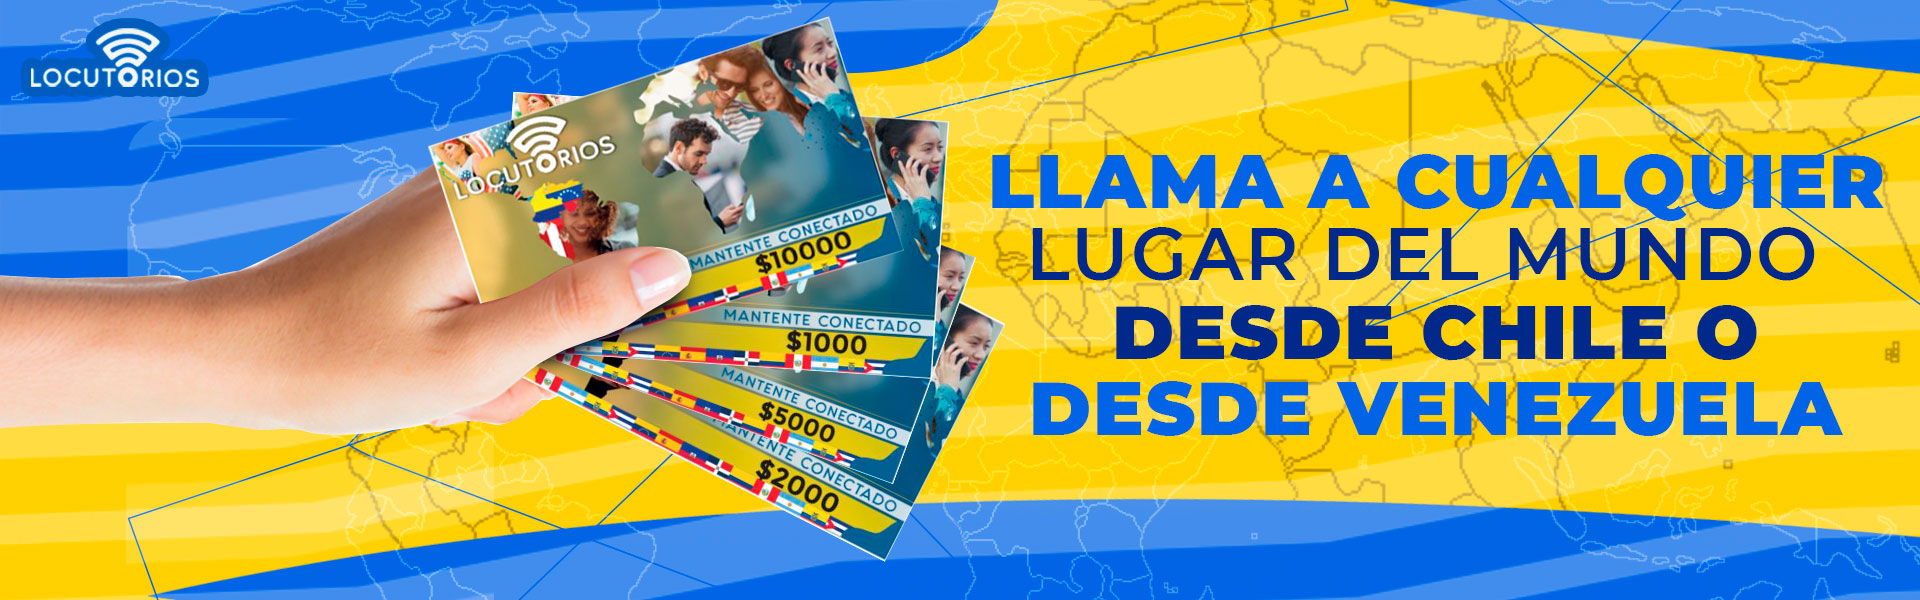 LOCUTORIOS
LOCUTORIOS
MANTENTE CONECTADO
$10000
MANTENTE CONECTADO
$1000
MANTENTE CONECTADO
$5000
MANTENTE CONECTADO
$2000
LLAMA A CUALQUIER
LUGAR DEL MUNDO
DESDE CHILE O
DESDE VENEZUELA